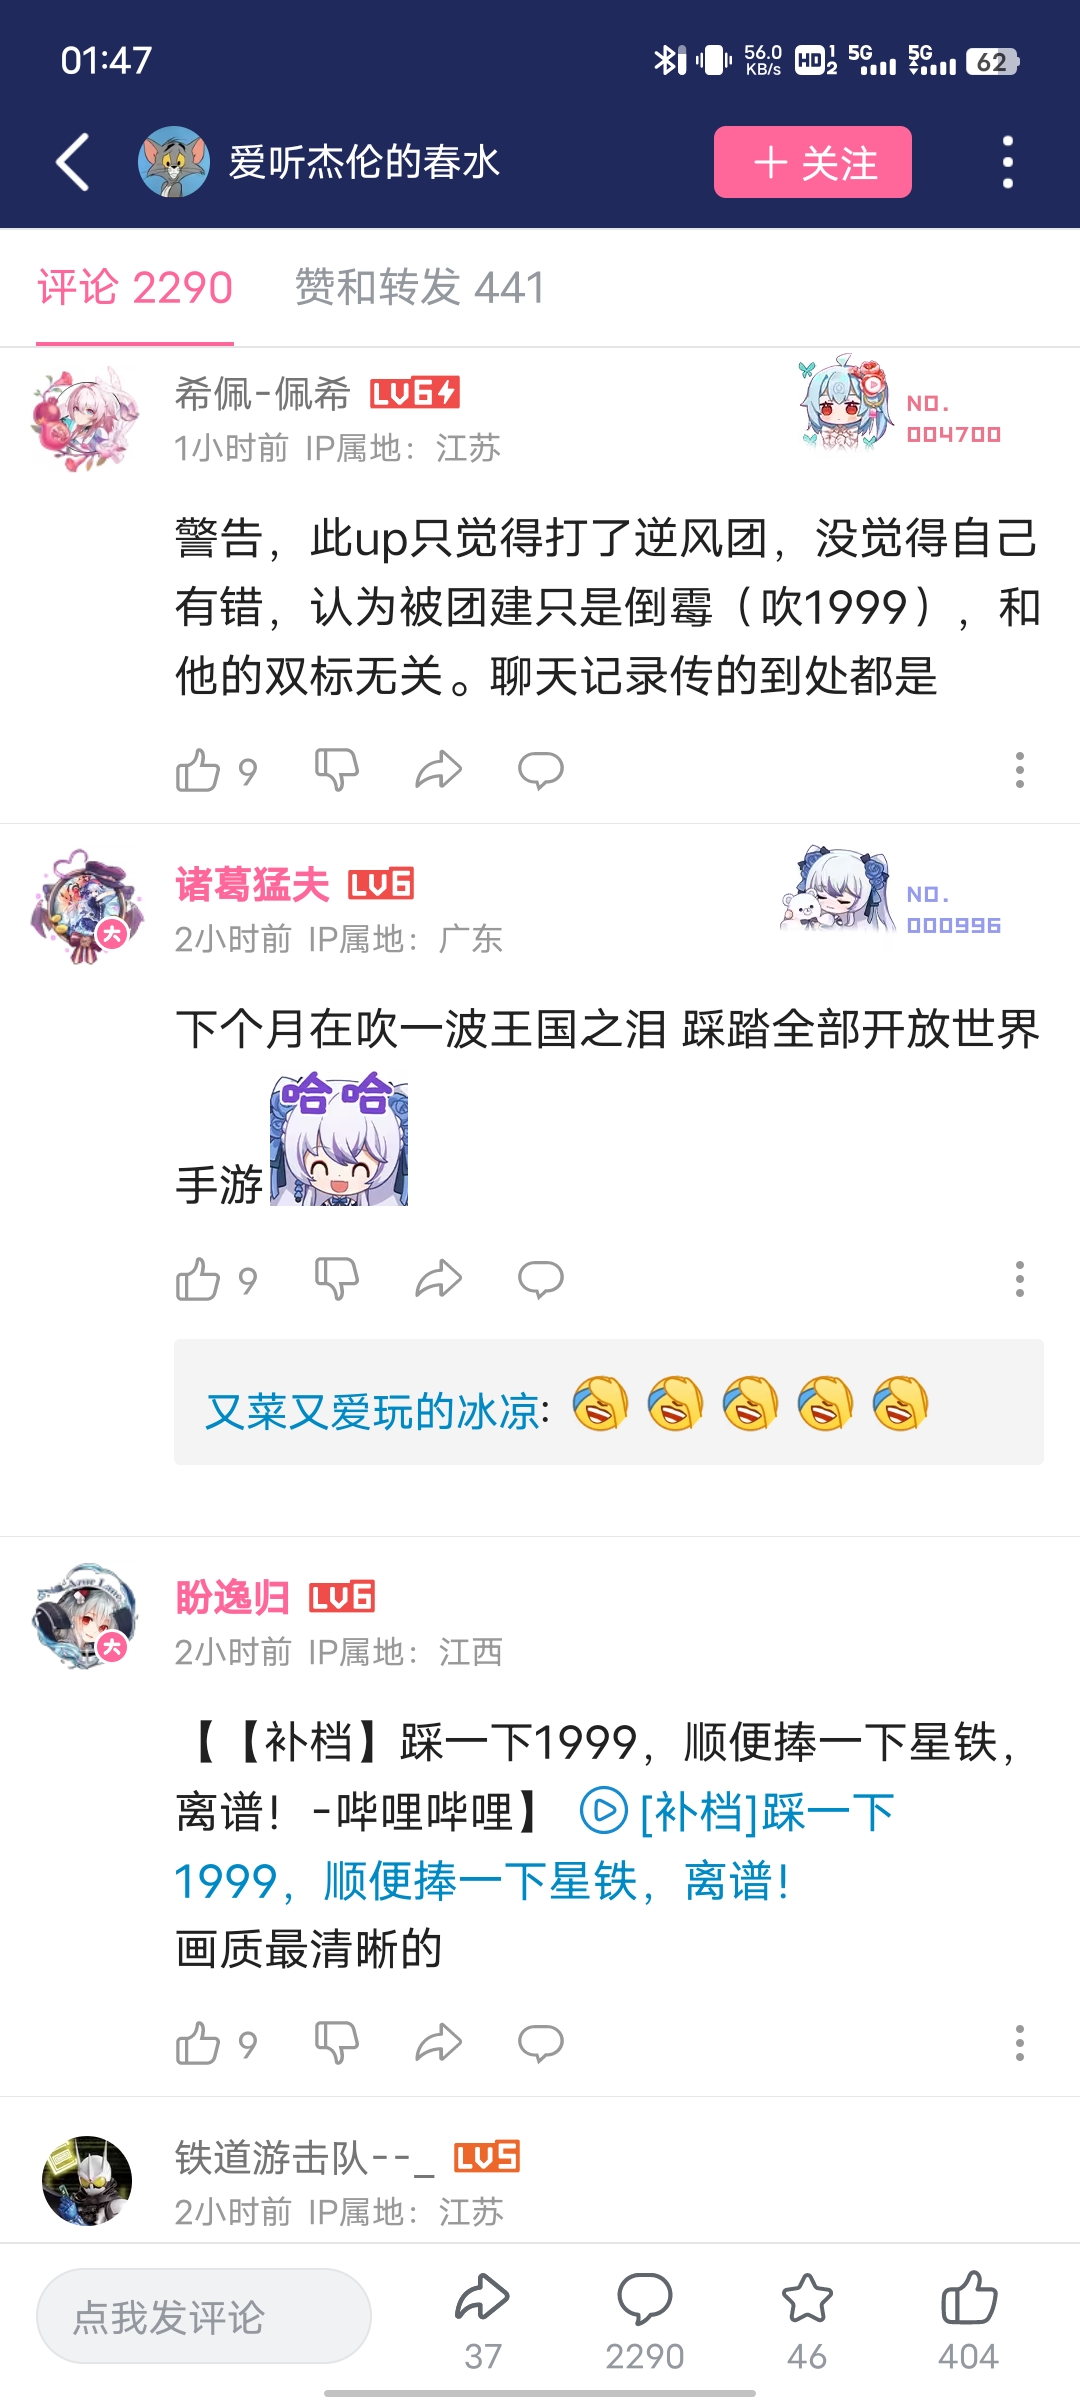 01:47
56.0 KB/s HD 1 2 5G 5G 62
爱听杰伦的春水 + 关注
评论 2290 赞和转发 441
希佩-佩希 LV6
NO.
004700
1小时前 IP属地：江苏
警告，此up只觉得打了逆风团，没觉得自己
有错，认为被团建只是倒霉（吹1999），和
他的双标无关。聊天记录传的到处都是
9
诸葛猛夫 LV6
NO.
000996
大
2小时前 IP属地：广东
下个月在吹一波王国之泪 踩踏全部开放世界
哈哈
手游
9
又菜又爱玩的冰凉:
盼逸归 LV6
大
2小时前 IP属地：江西
【【补档】踩一下1999，顺便捧一下星铁，
离谱！-哔哩哔哩】 [补档]踩一下
1999，顺便捧一下星铁，离谱！
画质最清晰的
9
铁道游击队--_ LV5
2小时前 IP属地：江苏
点我发评论
37 2290 46 404